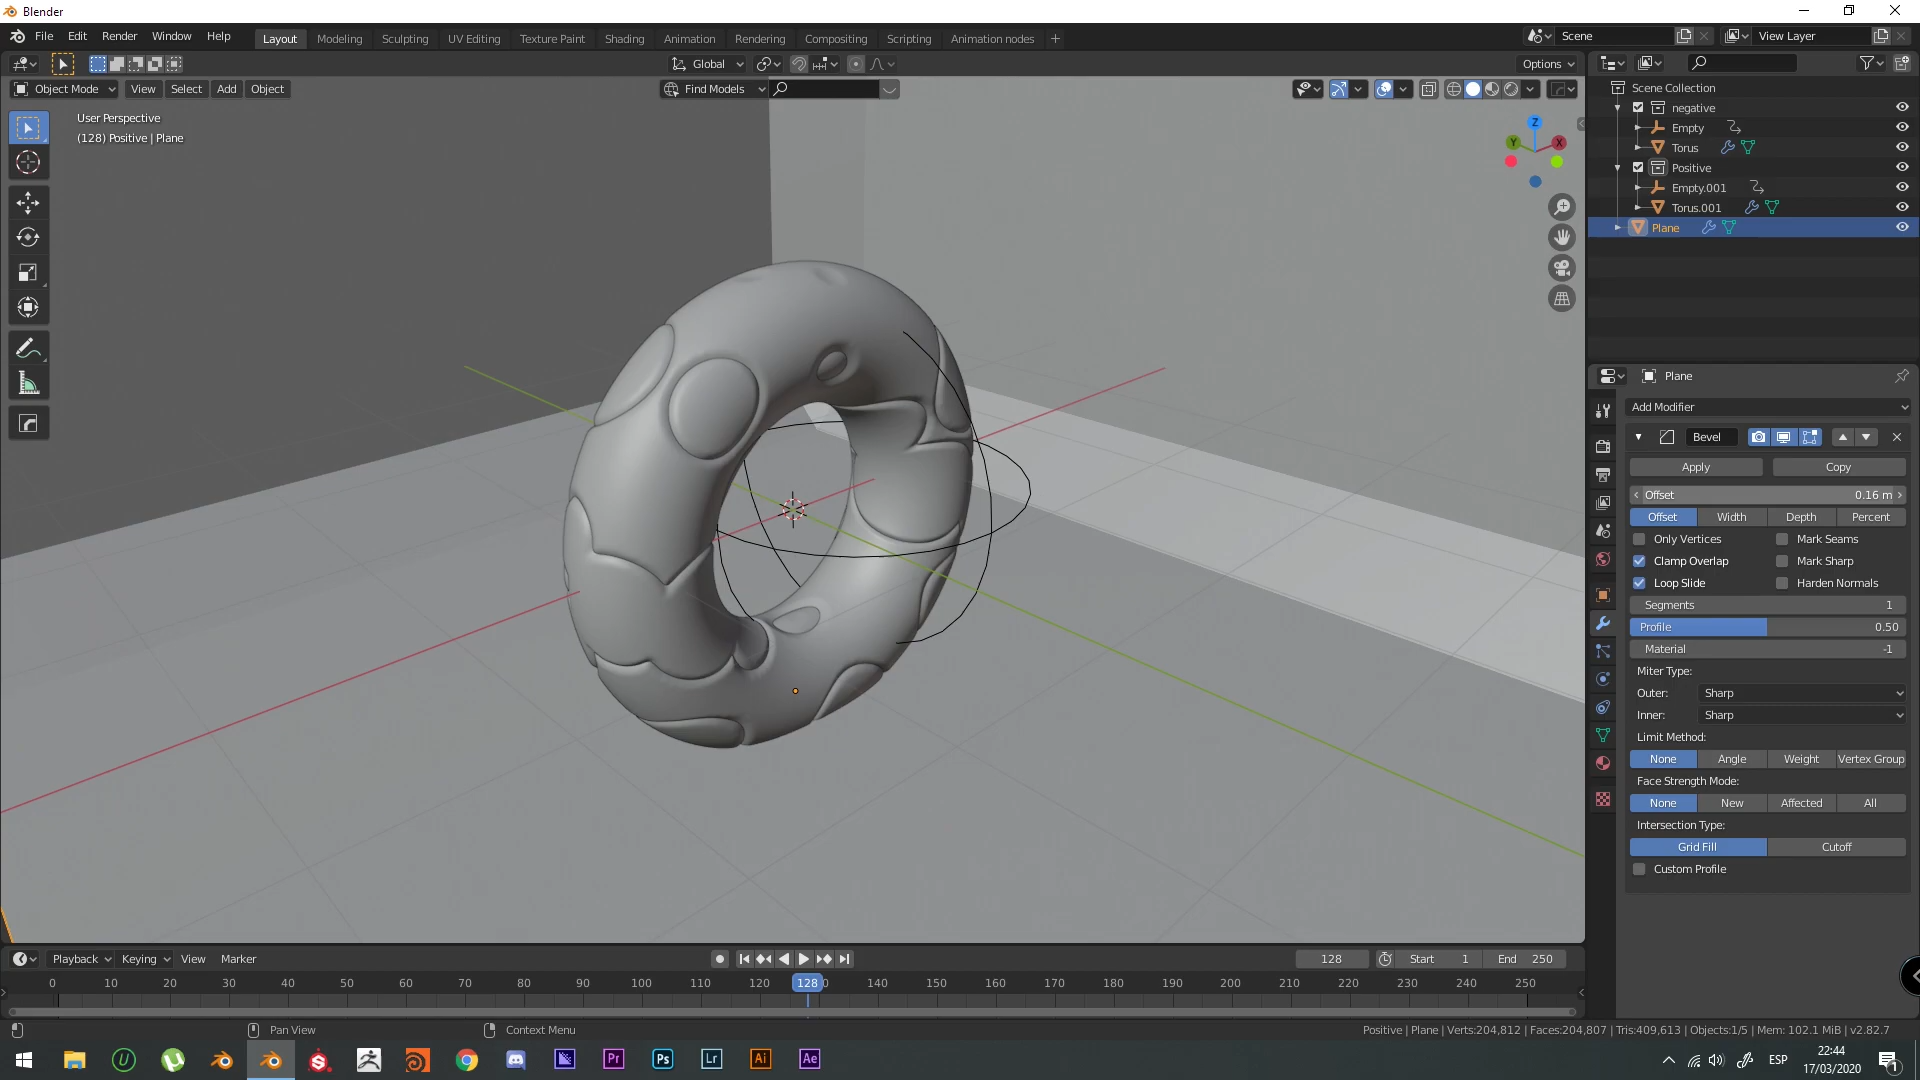 Blender
File Edit Render Window Help
Layout Modeling Sculpting UV Editing Texture Paint Shading Animation Rendering Compositing Scripting Animation nodes +
Scene
View Layer
Global
Options
Object Mode View Select Add Object
Find Models
User Perspective
(128) Positive | Plane
Z
Y
X
Scene Collection
negative
Empty
Torus
Positive
Empty.001
Torus.001
Plane
Plane
Add Modifier
Bevel
Apply Copy
Offset 0.16 m
Offset Width Depth Percent
Only Vertices Mark Seams
Clamp Overlap Mark Sharp
Loop Slide Harden Normals
Segments 1
Profile 0.50
Material -1
Miter Type:
Outer: Sharp
Inner: Sharp
Limit Method:
None Angle Weight Vertex Group
Face Strength Mode:
None New Affected All
Intersection Type:
Grid Fill Cutoff
Custom Profile
Playback Keying View Marker
128 Start 1 End 250
0 10 20 30 40 50 60 70 80 90 100 110 120 128 0 140 150 160 170 180 190 200 210 220 230 240 250
Pan View Context Menu
Positive | Plane | Verts:204,812 | Faces:204,807 | Tris:409,613 | Objects:1/5 | Mem: 102.1 MiB | v2.82.7
Pr Ps Lr Ai Ae
ESP
22:44
17/03/2020
1